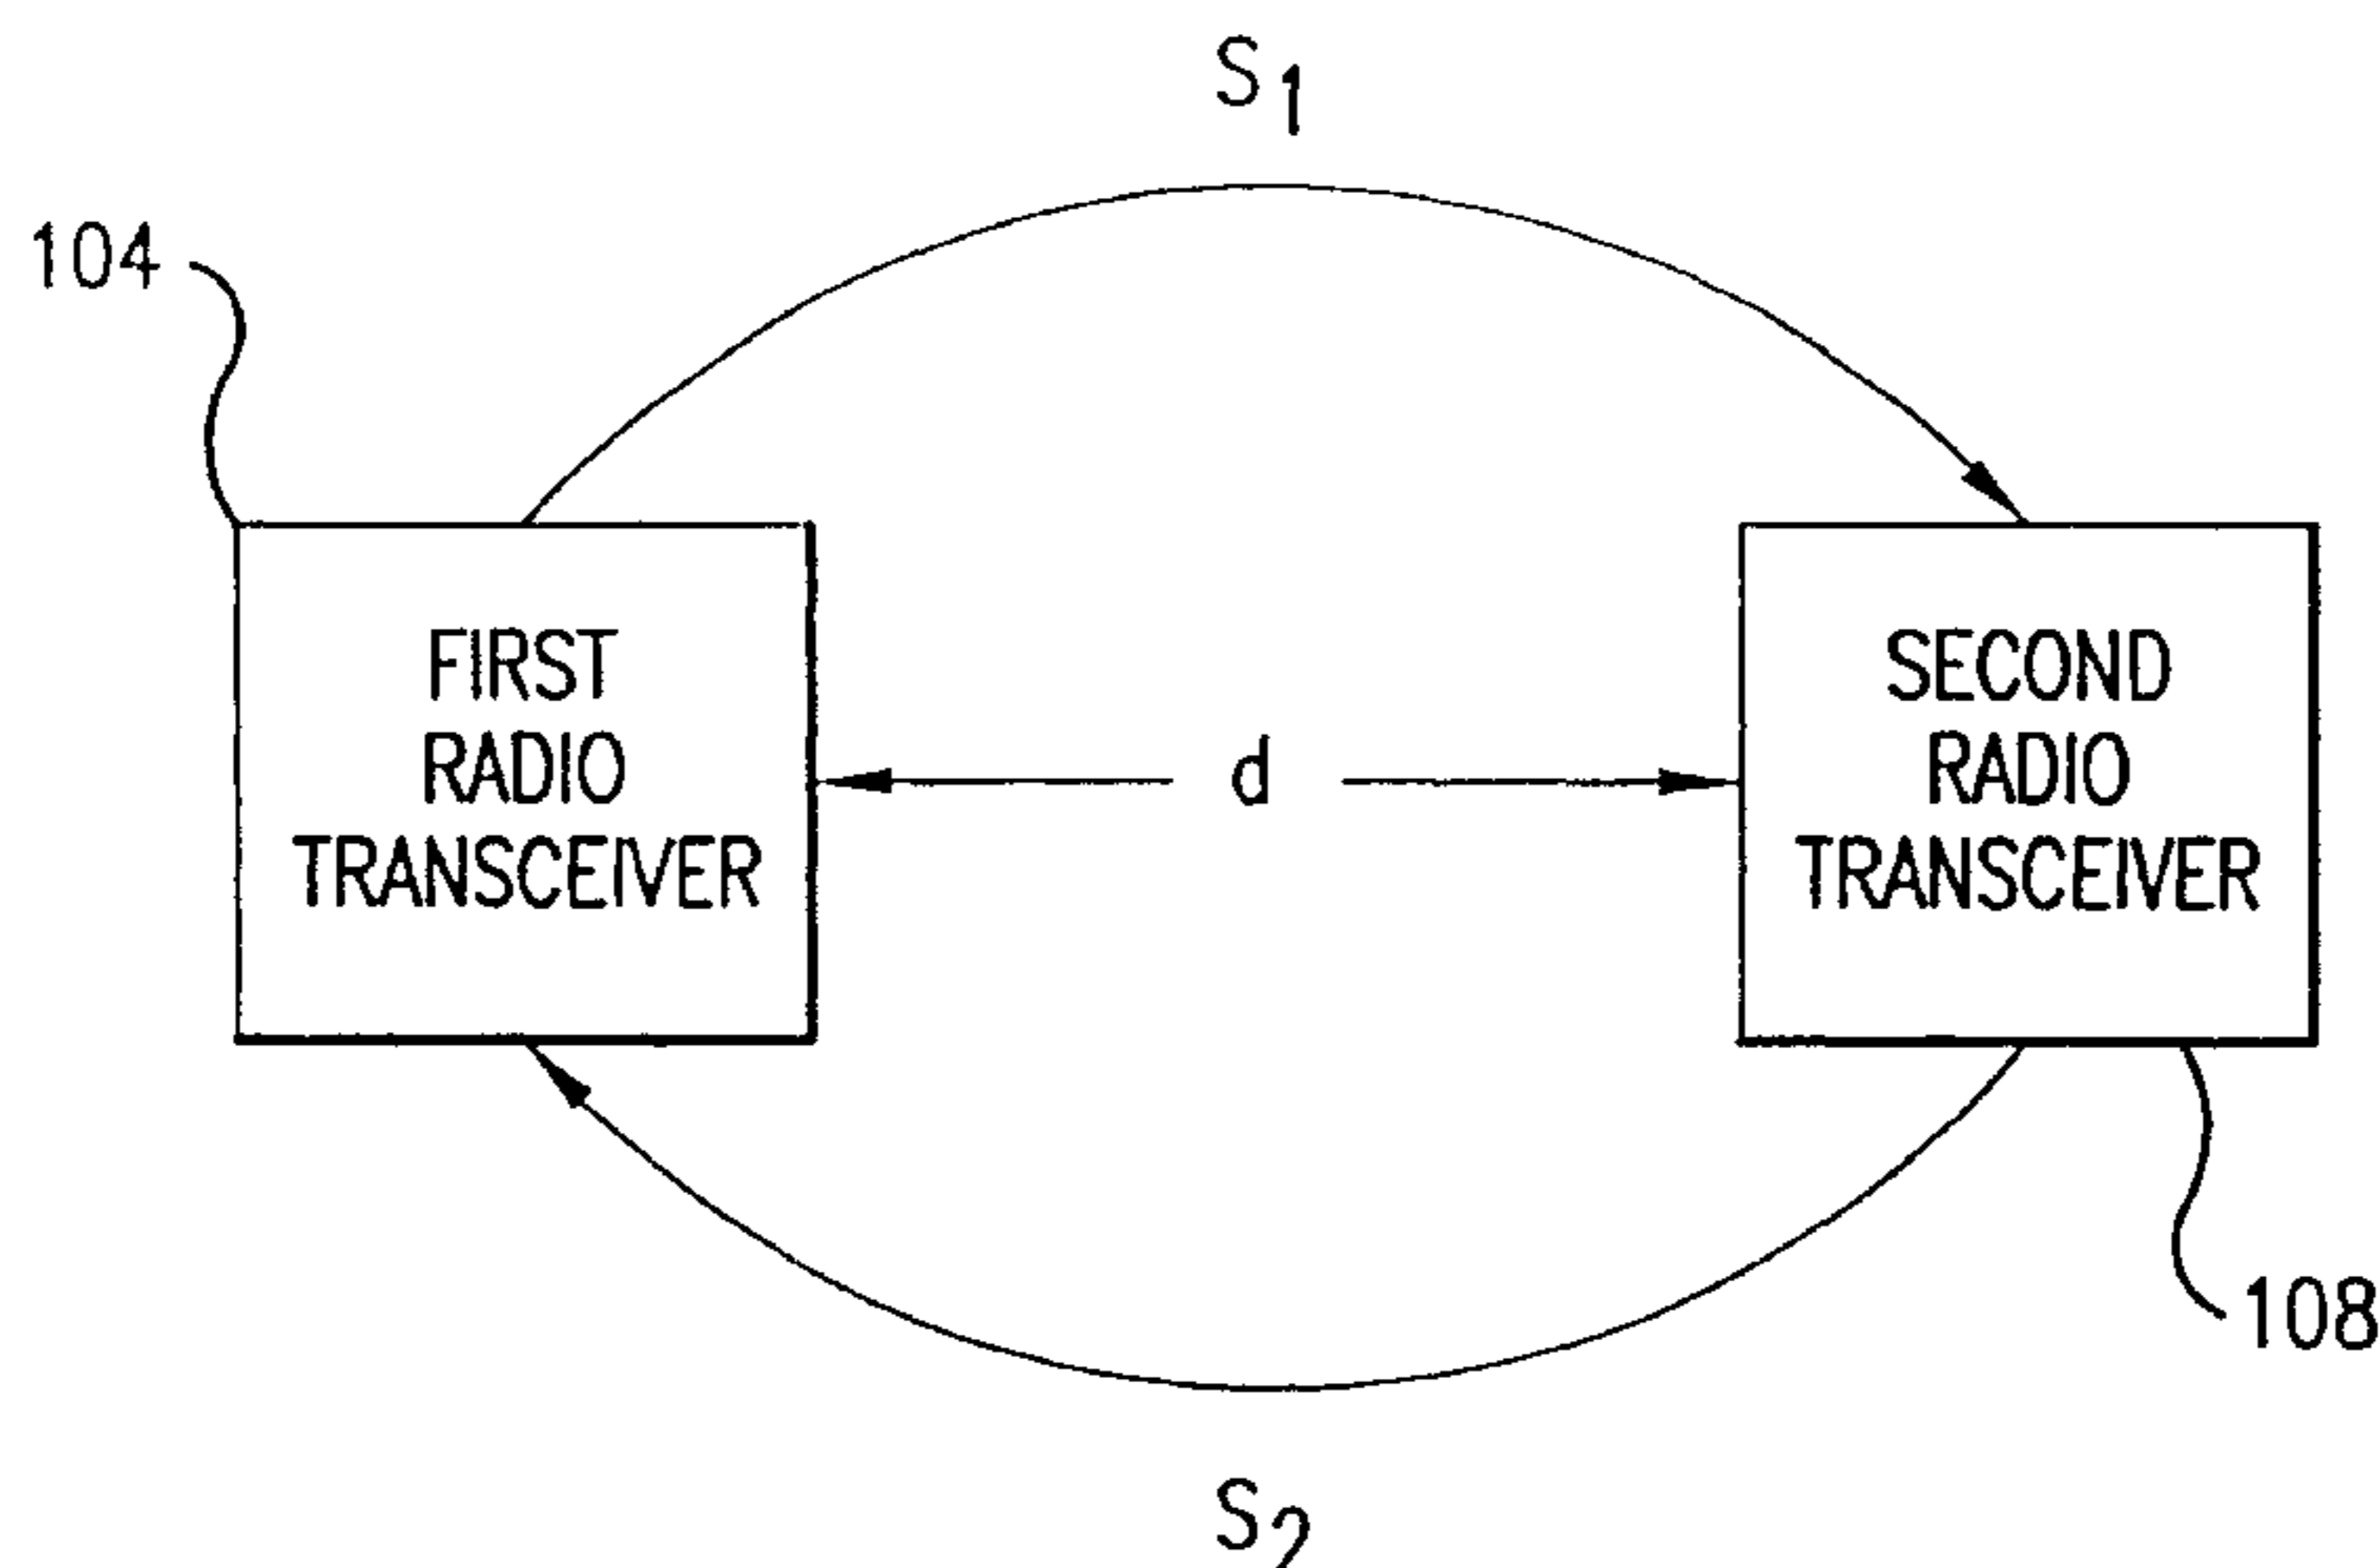 S1
104
FIRST
RADIO
TRANSCEIVER
d
SECOND
RADIO
TRANSCEIVER
108
S2